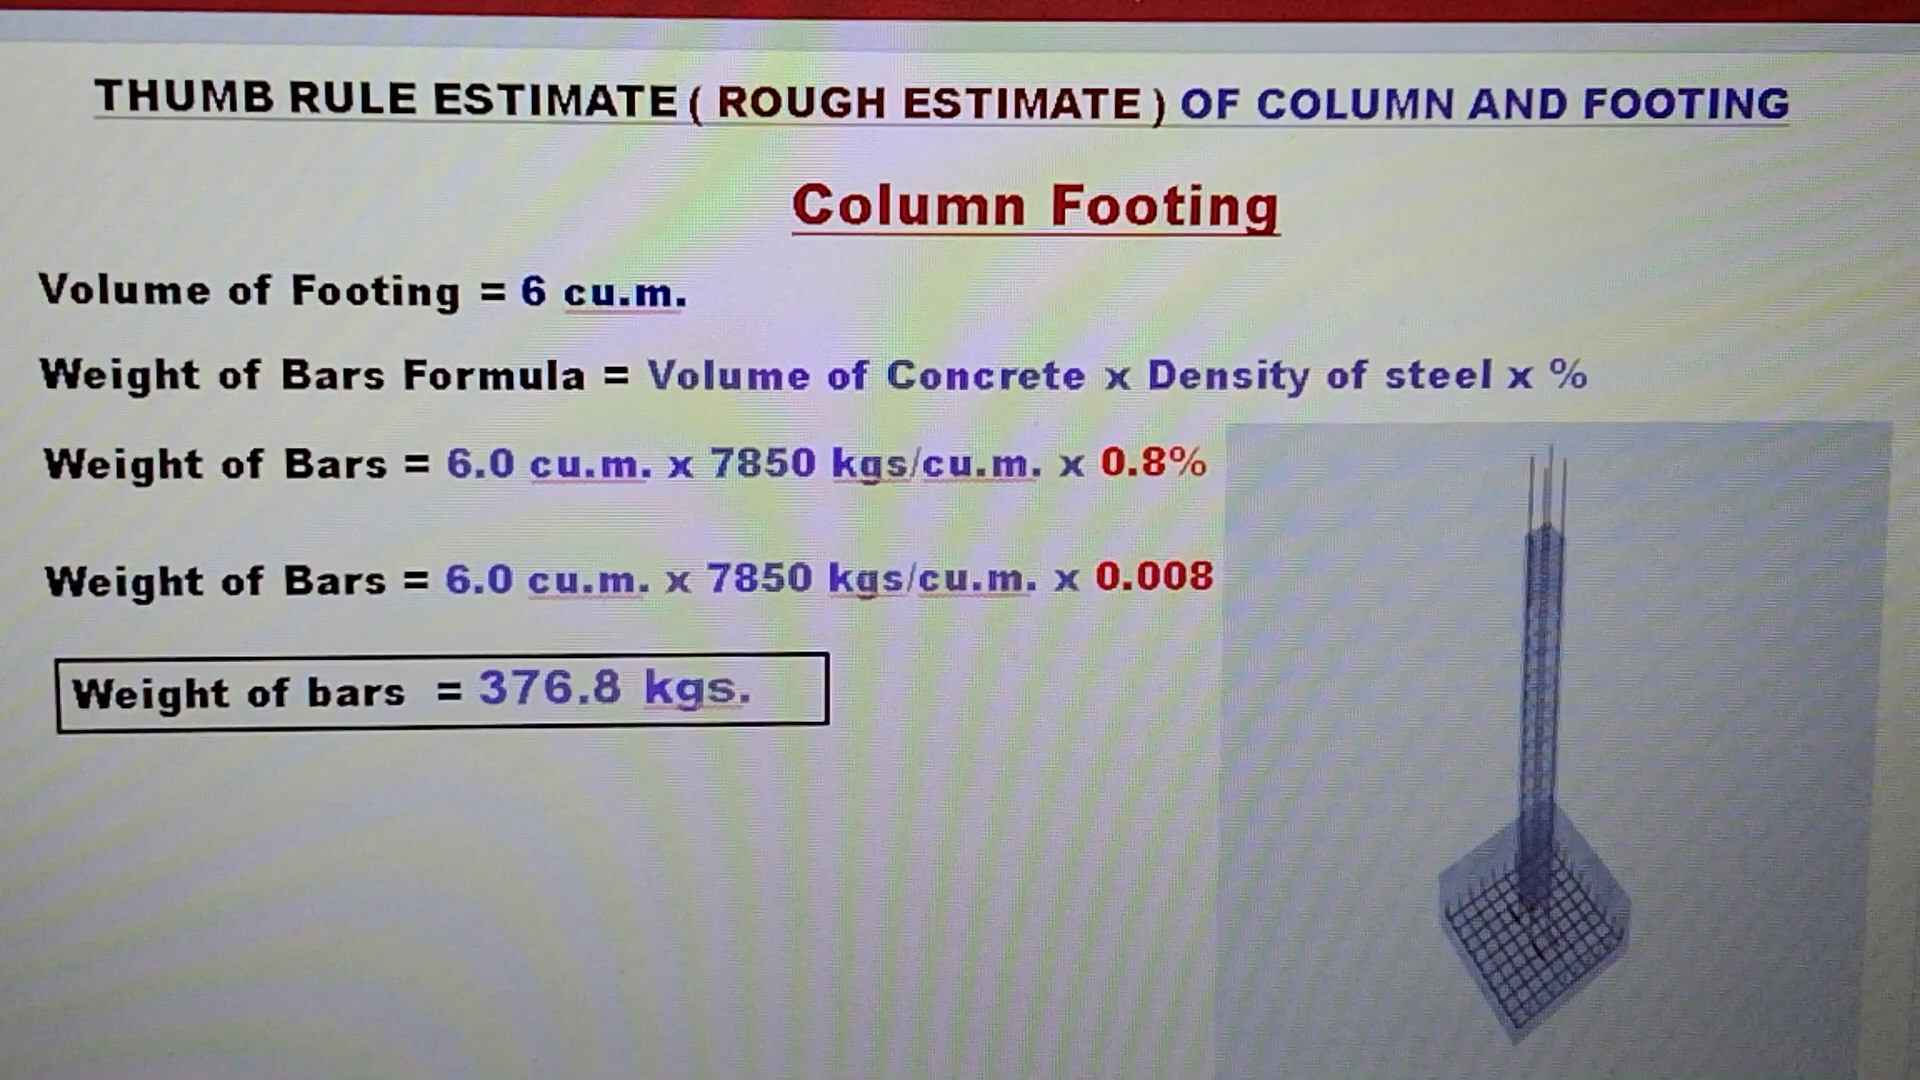 THUMB RULE ESTIMATE ( ROUGH ESTIMATE ) OF COLUMN AND FOOTING
Column Footing
Volume of Footing = 6 cu.m.
Weight of Bars Formula = Volume of Concrete x Density of steel x %
Weight of Bars = 6.0 cu.m. x 7850 kgs/cu.m. x 0.8%
Weight of Bars = 6.0 cu.m. x 7850 kgs/cu.m. x 0.008
Weight of bars = 376.8 kgs.